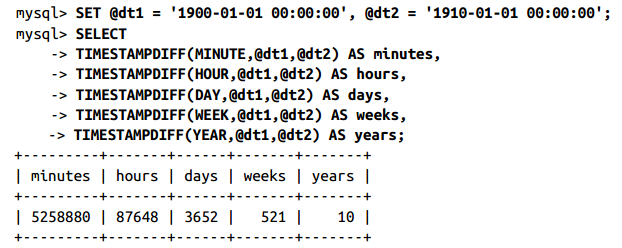 mysql> SET @dt1 = '1900-01-01 00:00:00', @dt2 = '1910-01-01 00:00:00';
mysql> SELECT
    -> TIMESTAMPDIFF(MINUTE,@dt1,@dt2) AS minutes,
    -> TIMESTAMPDIFF(HOUR,@dt1,@dt2) AS hours,
    -> TIMESTAMPDIFF(DAY,@dt1,@dt2) AS days,
    -> TIMESTAMPDIFF(WEEK,@dt1,@dt2) AS weeks,
    -> TIMESTAMPDIFF(YEAR,@dt1,@dt2) AS years;
+---------+-------+------+-------+-------+
| minutes | hours | days | weeks | years |
+---------+-------+------+-------+-------+
| 5258880 | 87648 | 3652 |   521 |    10 |
+---------+-------+------+-------+-------+